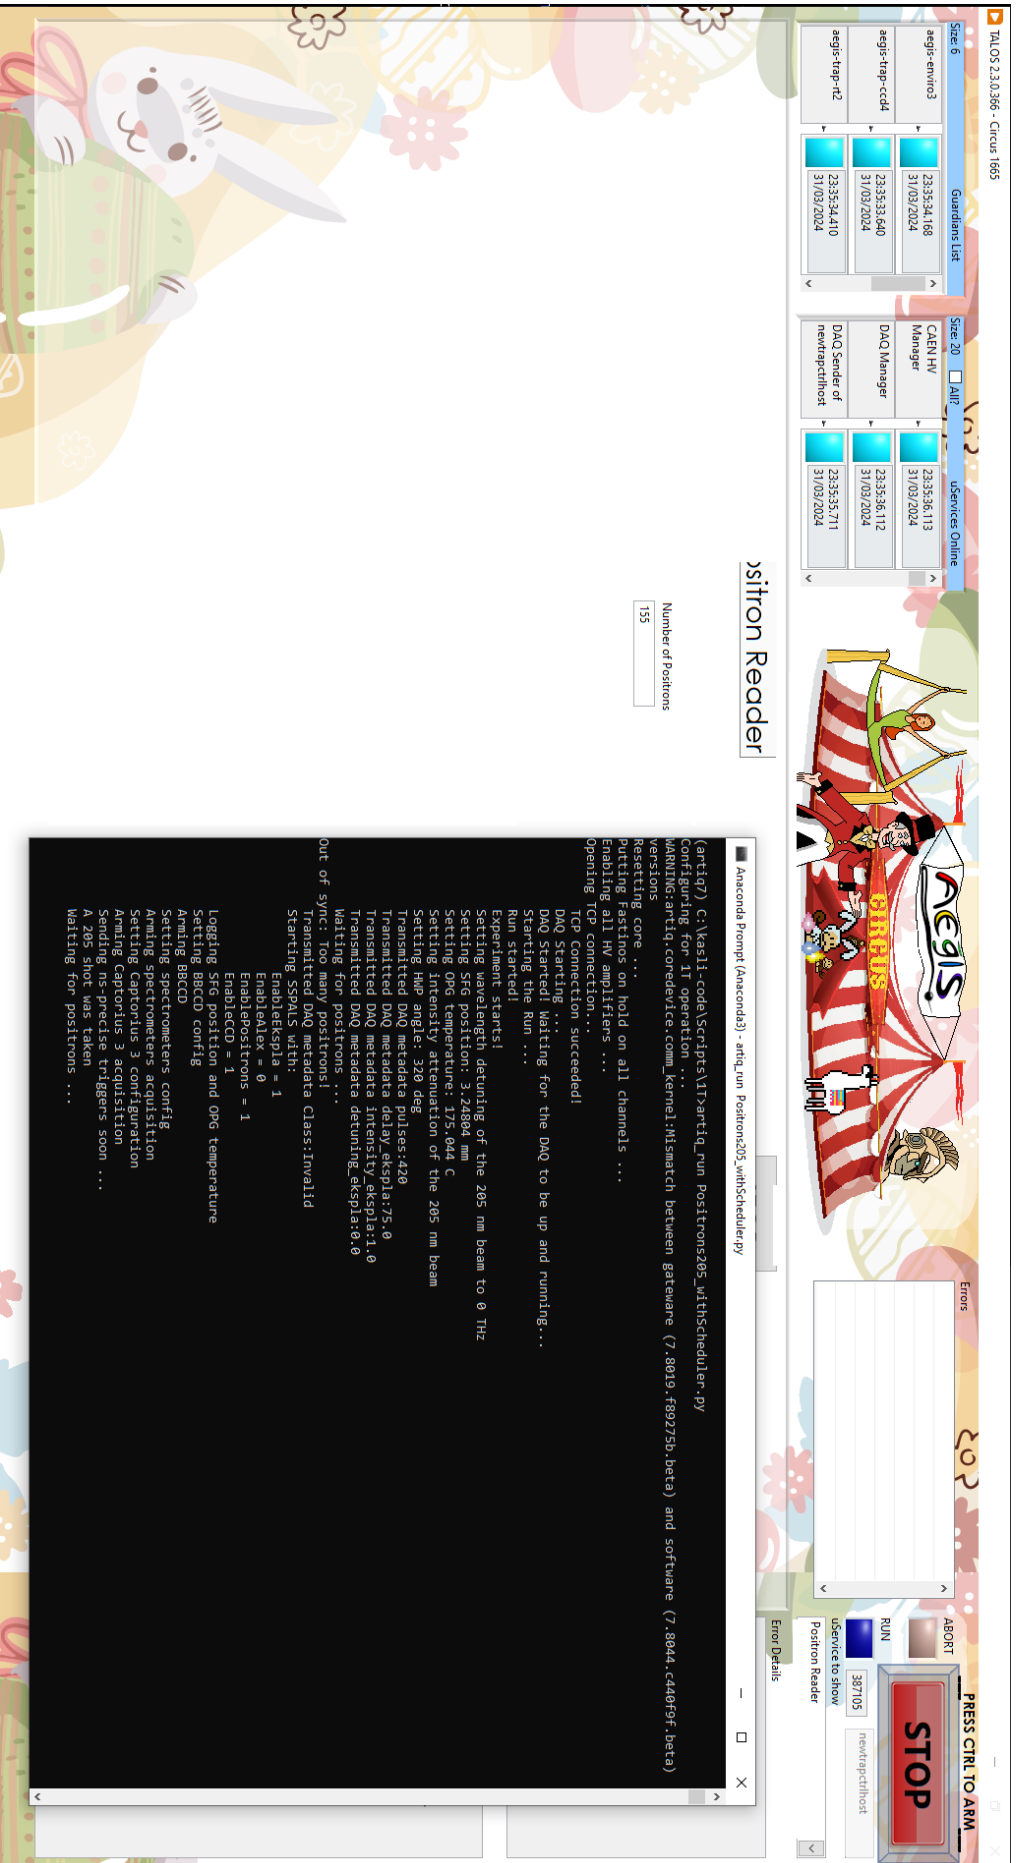 TALOS 2.3.0.366 - Circus 1665
Size: 6
Guardians List
aegis-enviro3
23:35:34.168
31/03/2024
aegis-trap-ccd4
23:35:33.640
31/03/2024
aegis-trap-rt2
23:35:34.410
31/03/2024
Size: 20
All?
uServices Online
CAEN HV
Manager
23:35:36.113
31/03/2024
DAQ Manager
23:35:36.112
31/03/2024
DAQ Sender of
newtrapctrlhost
23:35:35.711
31/03/2024
AEgIS
CIRCUS
Errors
PRESS CTRL TO ARM
ABORT
STOP
RUN
387105
newtrapctrlhost
uService to show
Positron Reader
Error Details
ositron Reader
Number of Positrons
155
Anaconda Prompt (Anaconda3) - artiq_run Positrons205_withScheduler.py
(artiq7) C:\kasli-code\Scripts\1T>artiq_run Positrons205_withScheduler.py
Configuring for 1T operation ...
WARNING:artiq.coredevice.comm_kernel:Mismatch between gateware (7.8019.f89275b.beta) and software (7.8044.c440f9f.beta)
versions
Resetting core ...
Putting Fastinos on hold on all channels ...
Enabling all HV amplifiers ...
Opening TCP connection...
TCP Connection succeeded!
DAQ Starting ...
DAQ Started! Waiting for the DAQ to be up and running...
Starting the Run ...
Run started!
Experiment starts!
Setting wavelength detuning of the 205 nm beam to 0 THz
Setting SFG position: 3.24804 mm
Setting OPG temperature: 175.044 C
Setting intensity attenuation of the 205 nm beam
Setting HWP angle: 320 deg
Transmitted DAQ metadata pulses:420
Transmitted DAQ metadata delay_ekspla:75.0
Transmitted DAQ metadata intensity_ekspla:1.0
Transmitted DAQ metadata detuning_ekspla:0.0
Waiting for positrons ...
Out of sync: Too many positrons!
Transmitted DAQ metadata Class:Invalid
Starting SSPALS with:
EnableEkspla = 1
EnableAlex = 0
EnablePositrons = 1
EnableCCD = 1
Logging SFG position and OPG temperature
Setting BBCCD config
Arming BBCCD
Setting spectrometers config
Arming spectrometers acquisition
Setting Captorius 3 configuration
Arming Captorius 3 acquisition
Sending ns-precise triggers soon ...
A 205 shot was taken
Waiting for positrons ...